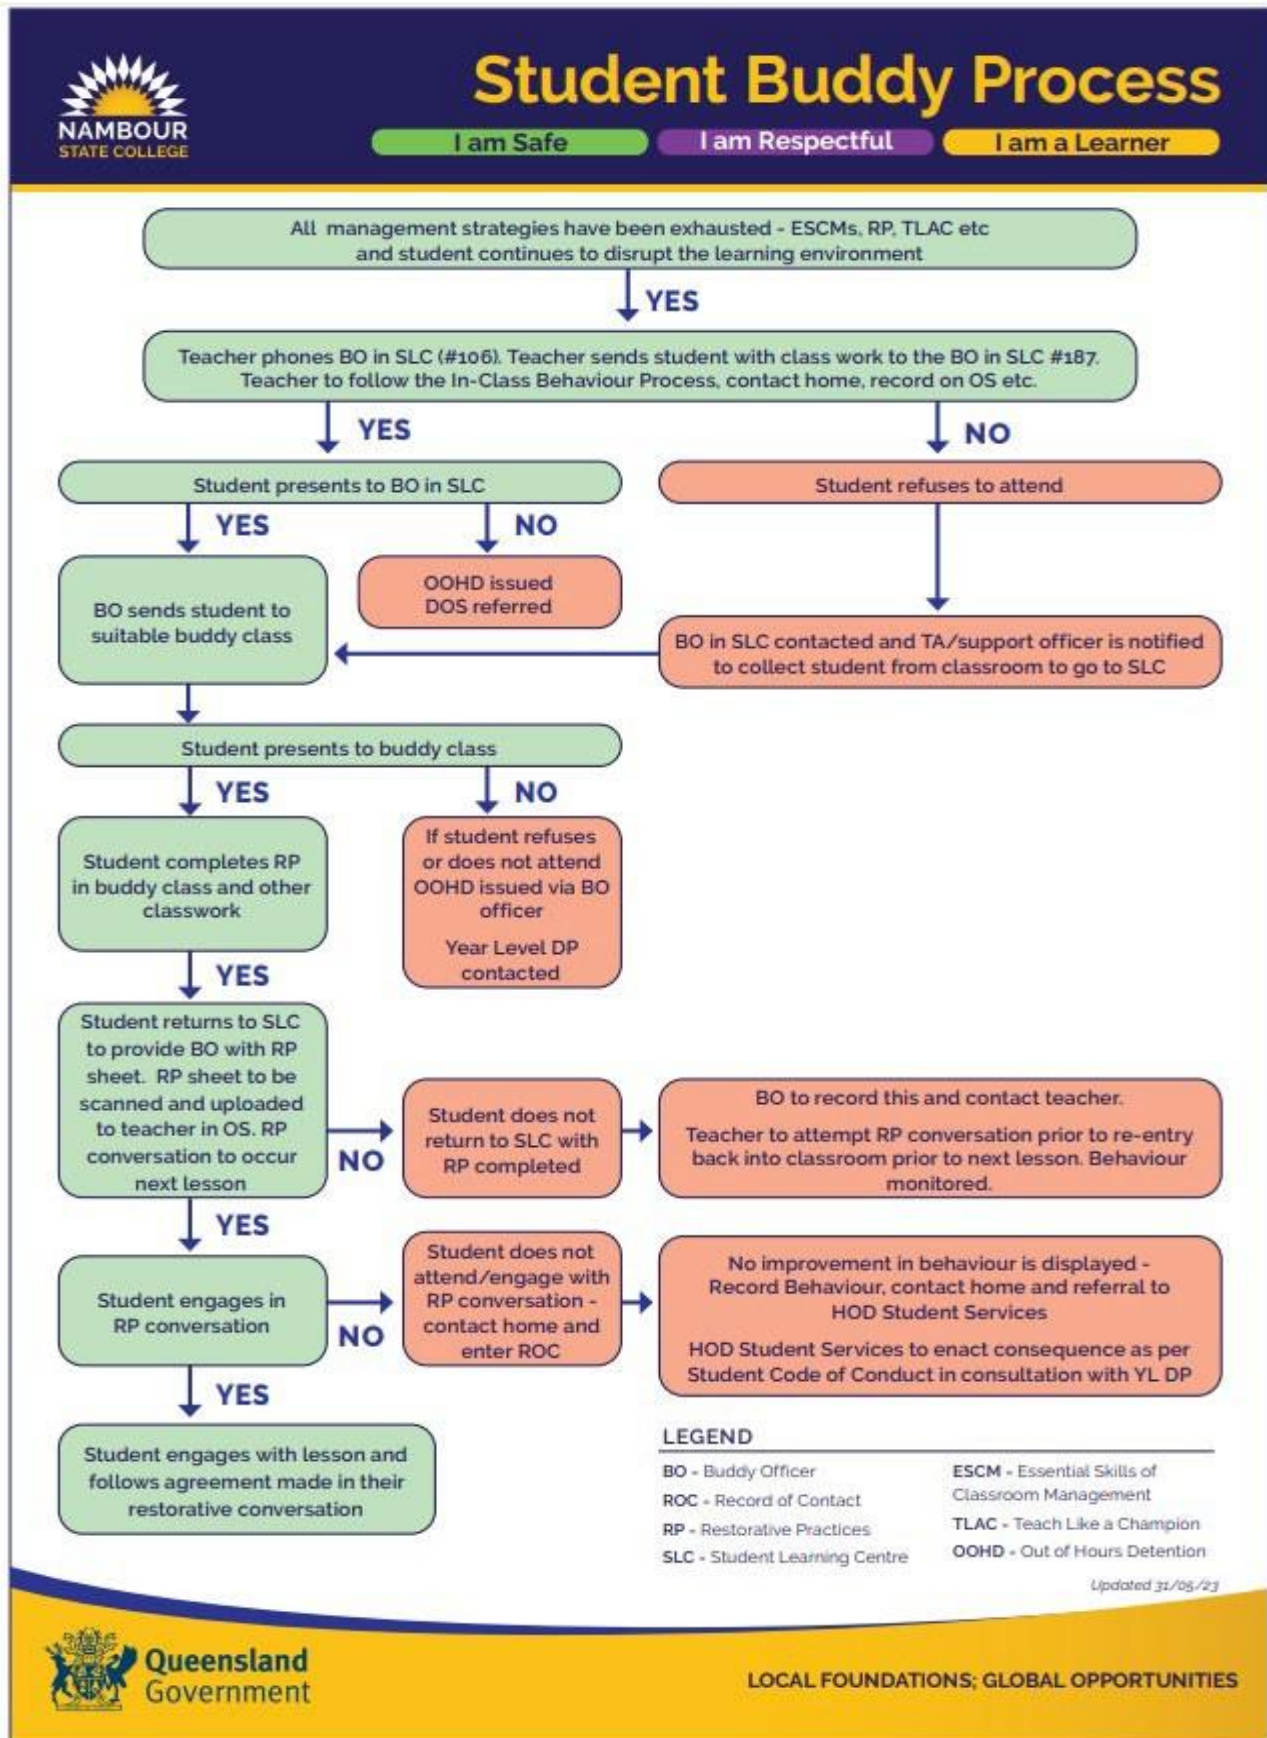 NAMBOUR
STATE COLLEGE
Student Buddy Process
I am Safe
I am Respectful
I am a Learner
All management strategies have been exhausted - ESCMs, RP, TLAC etc
and student continues to disrupt the learning environment
YES
Teacher phones BO in SLC (#106). Teacher sends student with class work to the BO in SLC #187.
Teacher to follow the In-Class Behaviour Process, contact home, record on OS etc.
YES
NO
Student presents to BO in SLC
Student refuses to attend
YES
NO
BO sends student to
suitable buddy class
OOHD issued
DOS referred
BO in SLC contacted and TA/support officer is notified
to collect student from classroom to go to SLC
Student presents to buddy class
YES
NO
Student completes RP
in buddy class and other
classwork
If student refuses
or does not attend
OOHD issued via BO
officer
Year Level DP
contacted
YES
Student returns to SLC
to provide BO with RP
sheet. RP sheet to be
scanned and uploaded
to teacher in OS. RP
conversation to occur
next lesson
NO
Student does not
return to SLC with
RP completed
BO to record this and contact teacher.
Teacher to attempt RP conversation prior to re-entry
back into classroom prior to next lesson. Behaviour
monitored.
YES
Student engages in
RP conversation
NO
Student does not
attend/engage with
RP conversation -
contact home and
enter ROC
No improvement in behaviour is displayed -
Record Behaviour, contact home and referral to
HOD Student Services
HOD Student Services to enact consequence as per
Student Code of Conduct in consultation with YL DP
YES
Student engages with lesson and
follows agreement made in their
restorative conversation
LEGEND
BO - Buddy Officer
ROC - Record of Contact
RP - Restorative Practices
SLC - Student Learning Centre
ESCM - Essential Skills of
Classroom Management
TLAC - Teach Like a Champion
OOHD - Out of Hours Detention
Updated 31/05/23
Queensland
Government
LOCAL FOUNDATIONS; GLOBAL OPPORTUNITIES